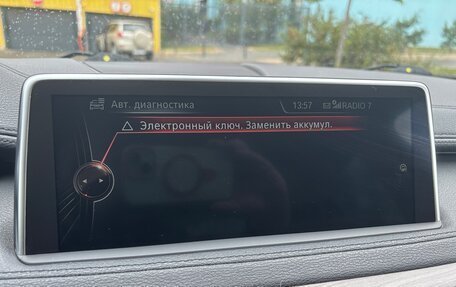 Авт. диагностика
13:57
RADIO 7
Электронный ключ. Заменить аккумул.